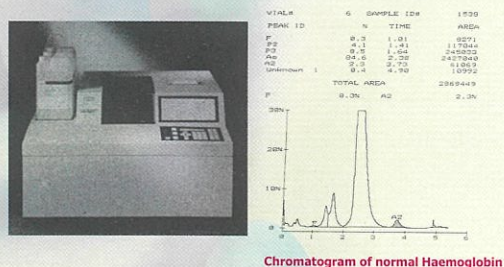 VIAL# 6 SAMPLE ID# 1538
PEAK ID % TIME AREA
F 0.3 1.01 8271
P2 4.1 1.41 117844
P3 8.5 1.64
Ao 84.6 2.38 2427040
A2 2.3 3.73 61069
Unknown 1 0.4 4.90 10992
TOTAL AREA 2869449
F 0.3% A2 2.3%
30%
20%
10%
0
A2
0 1 2 3 4 5 6
Chromatogram of normal Haemoglobin